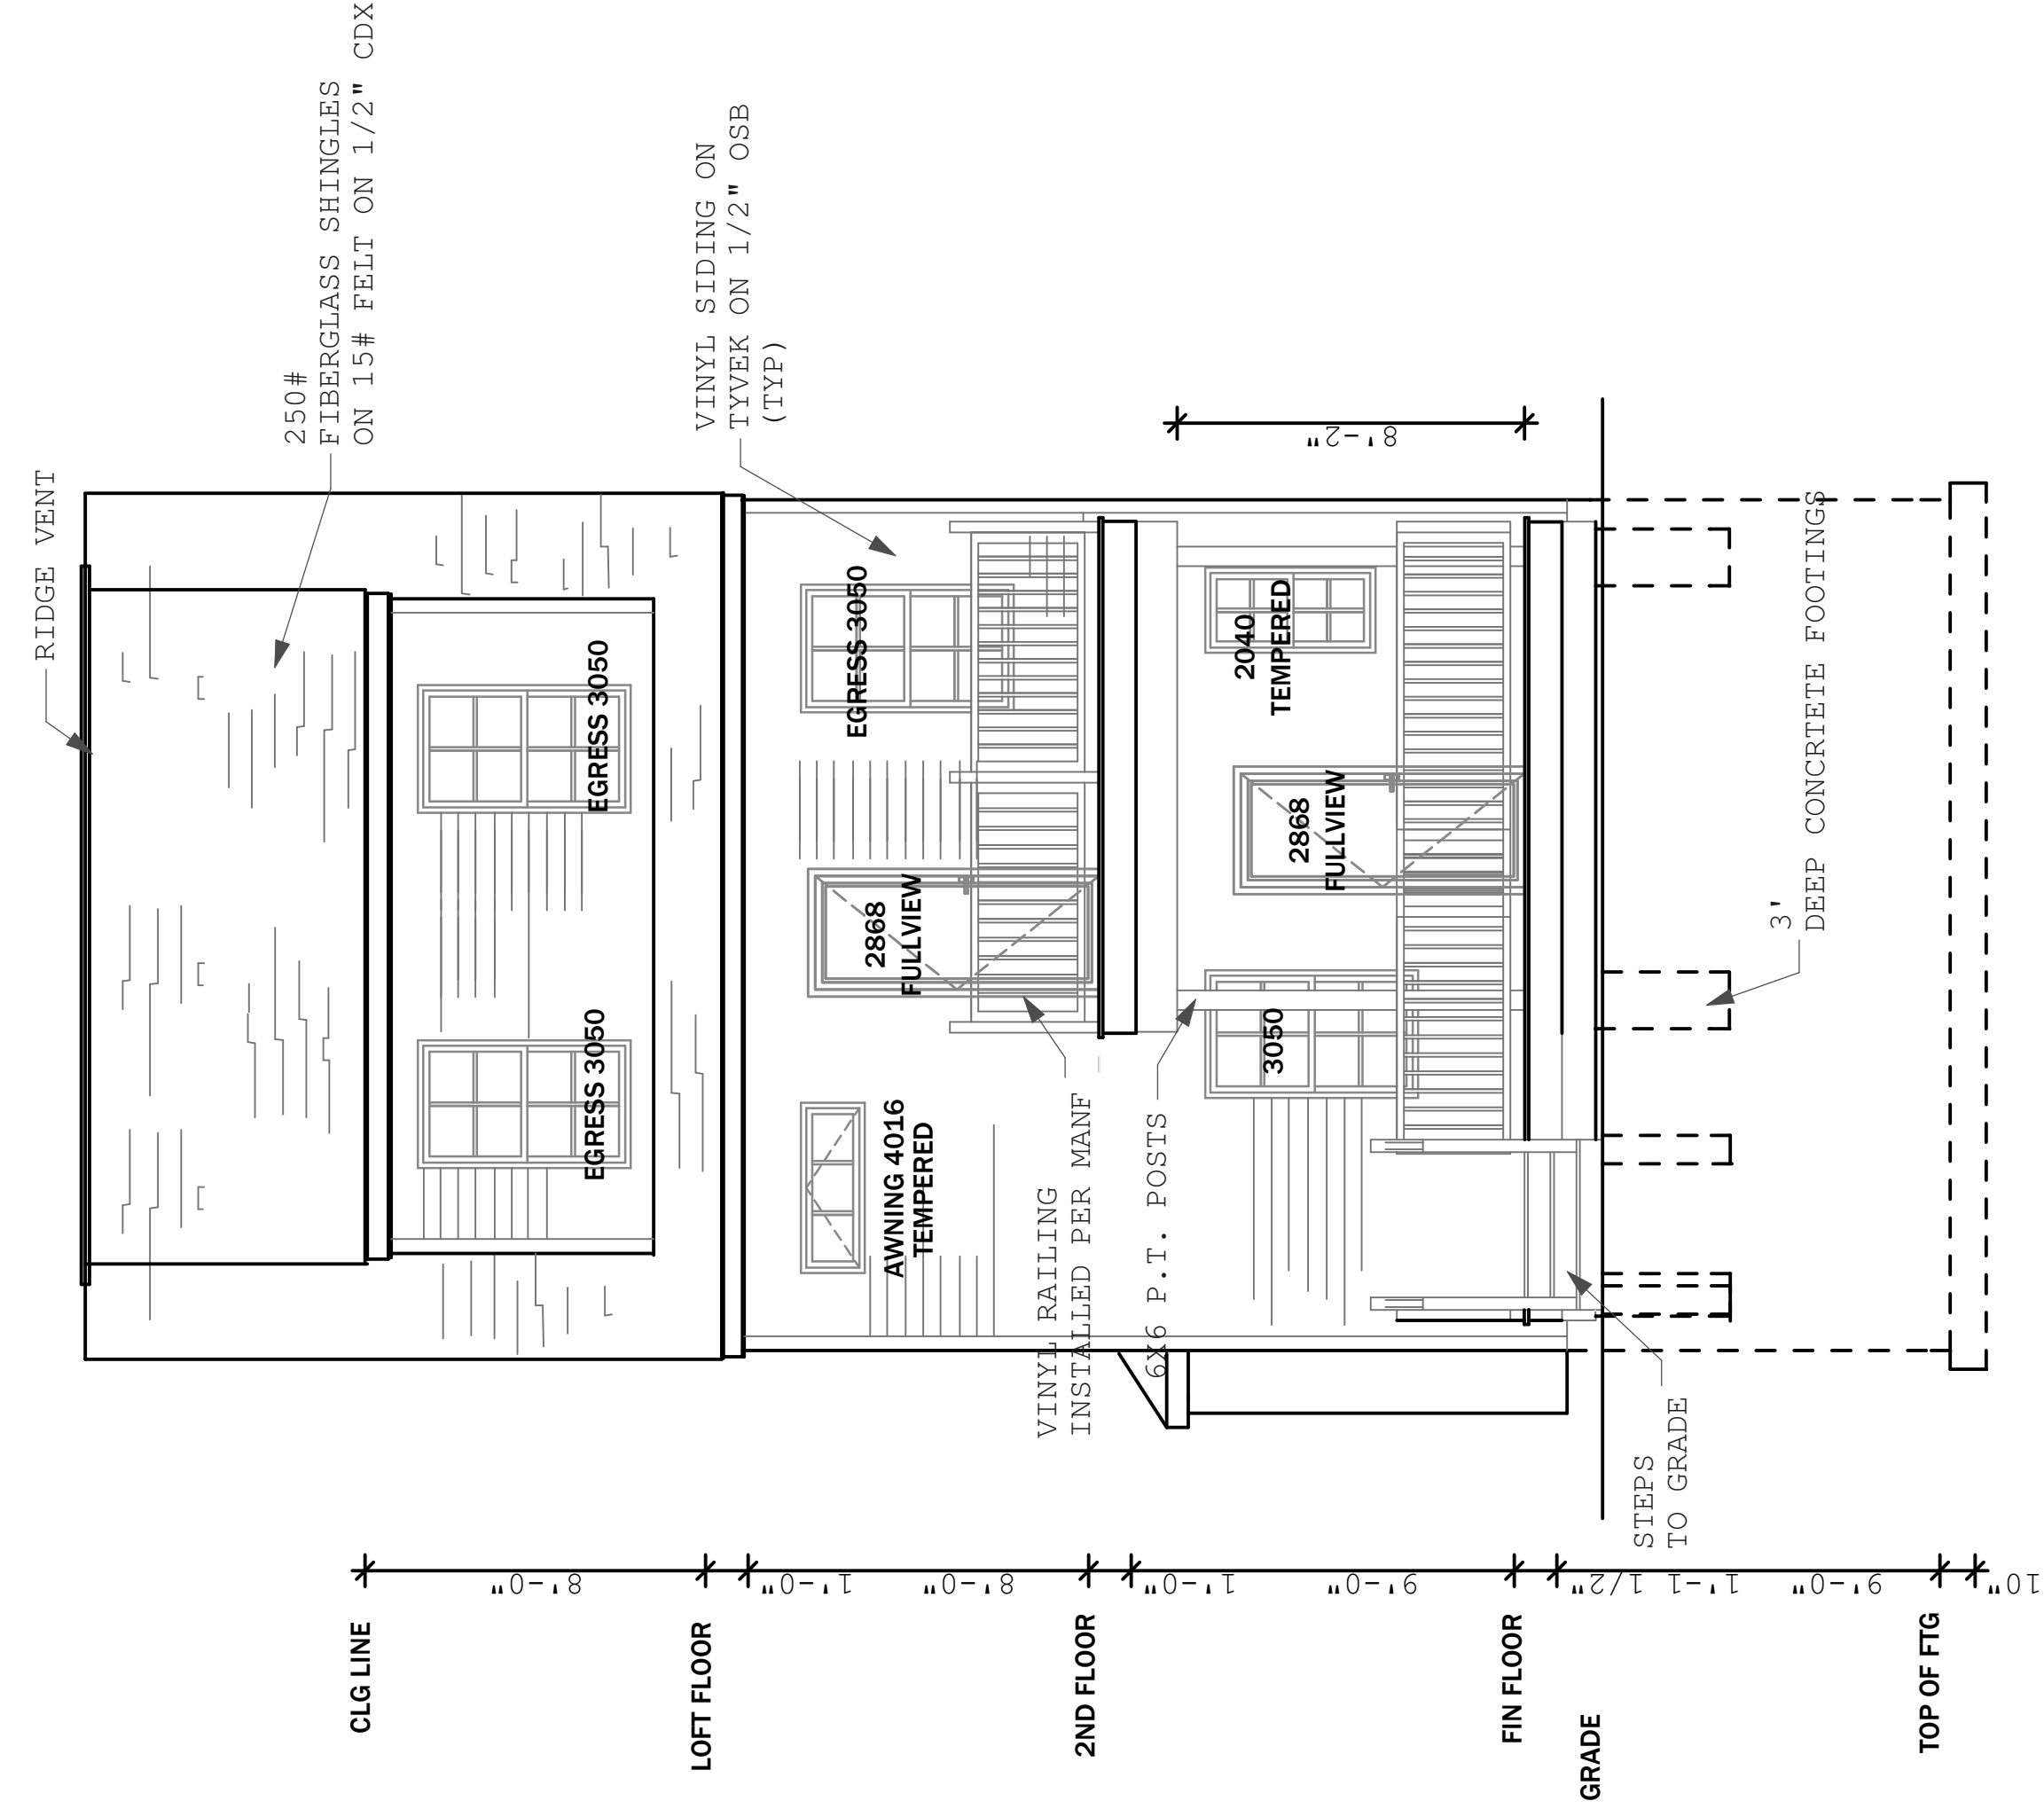 RIDGE VENT
250#
FIBERGLASS SHINGLES
ON 15# FELT ON 1/2" CDX
VINYL SIDING ON
TYVEK ON 1/2" OSB
(TYP)
CLG LINE
8'-0"
EGRESS 3050
EGRESS 3050
LOFT FLOOR
1'-0"
8'-0"
AWNING 4016
TEMPERED
2868
FULLVIEW
EGRESS 3050
VINYL RAILING
INSTALLED PER MANF
2ND FLOOR
1'-0"
6X6 P.T. POSTS
9'-0"
3050
2868
FULLVIEW
2040
TEMPERED
8'-2"
FIN FLOOR
1'-1 1/2"
GRADE
STEPS
TO GRADE
3'
DEEP CONCRTETE FOOTINGS
9'-0"
TOP OF FTG
10"